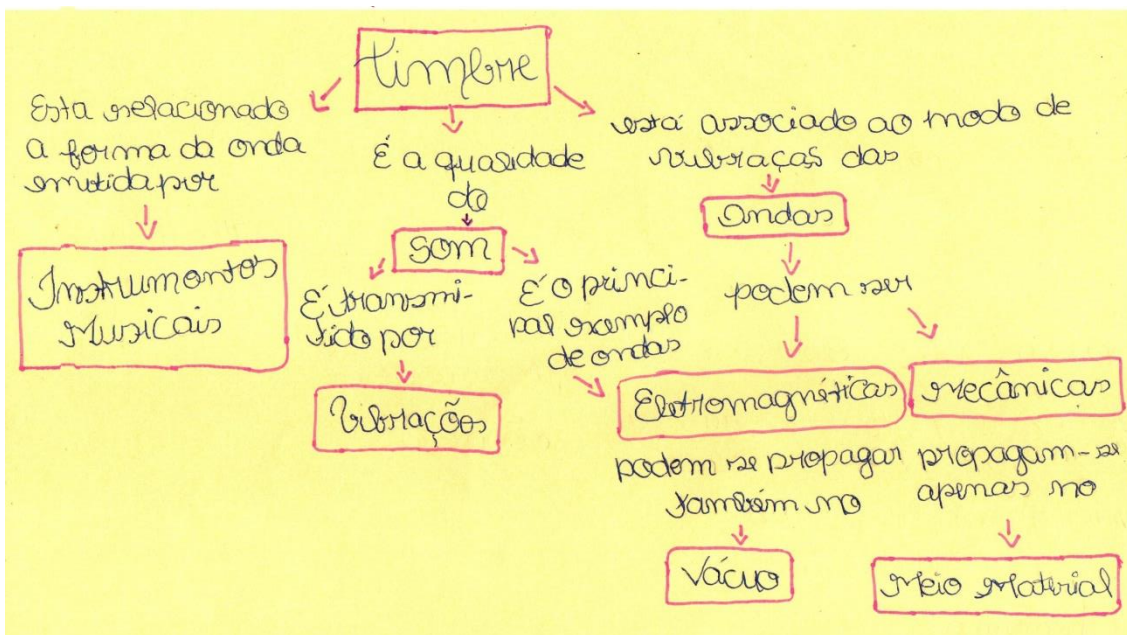 timbre
Esta relacionado
a forma da onda
emitida por
Instrumentos
Musicais
É a qualidade
do
som
É transmi-
tido por
Vibrações
É o princi-
pal exemplo
de ondas
está associado ao modo de
vibraçaõ das
Ondas
podem ser
Eletromagnéticas
podem se propagar
também no
Vácuo
Mecânicas
propagam-se
apenas no
Meio Material